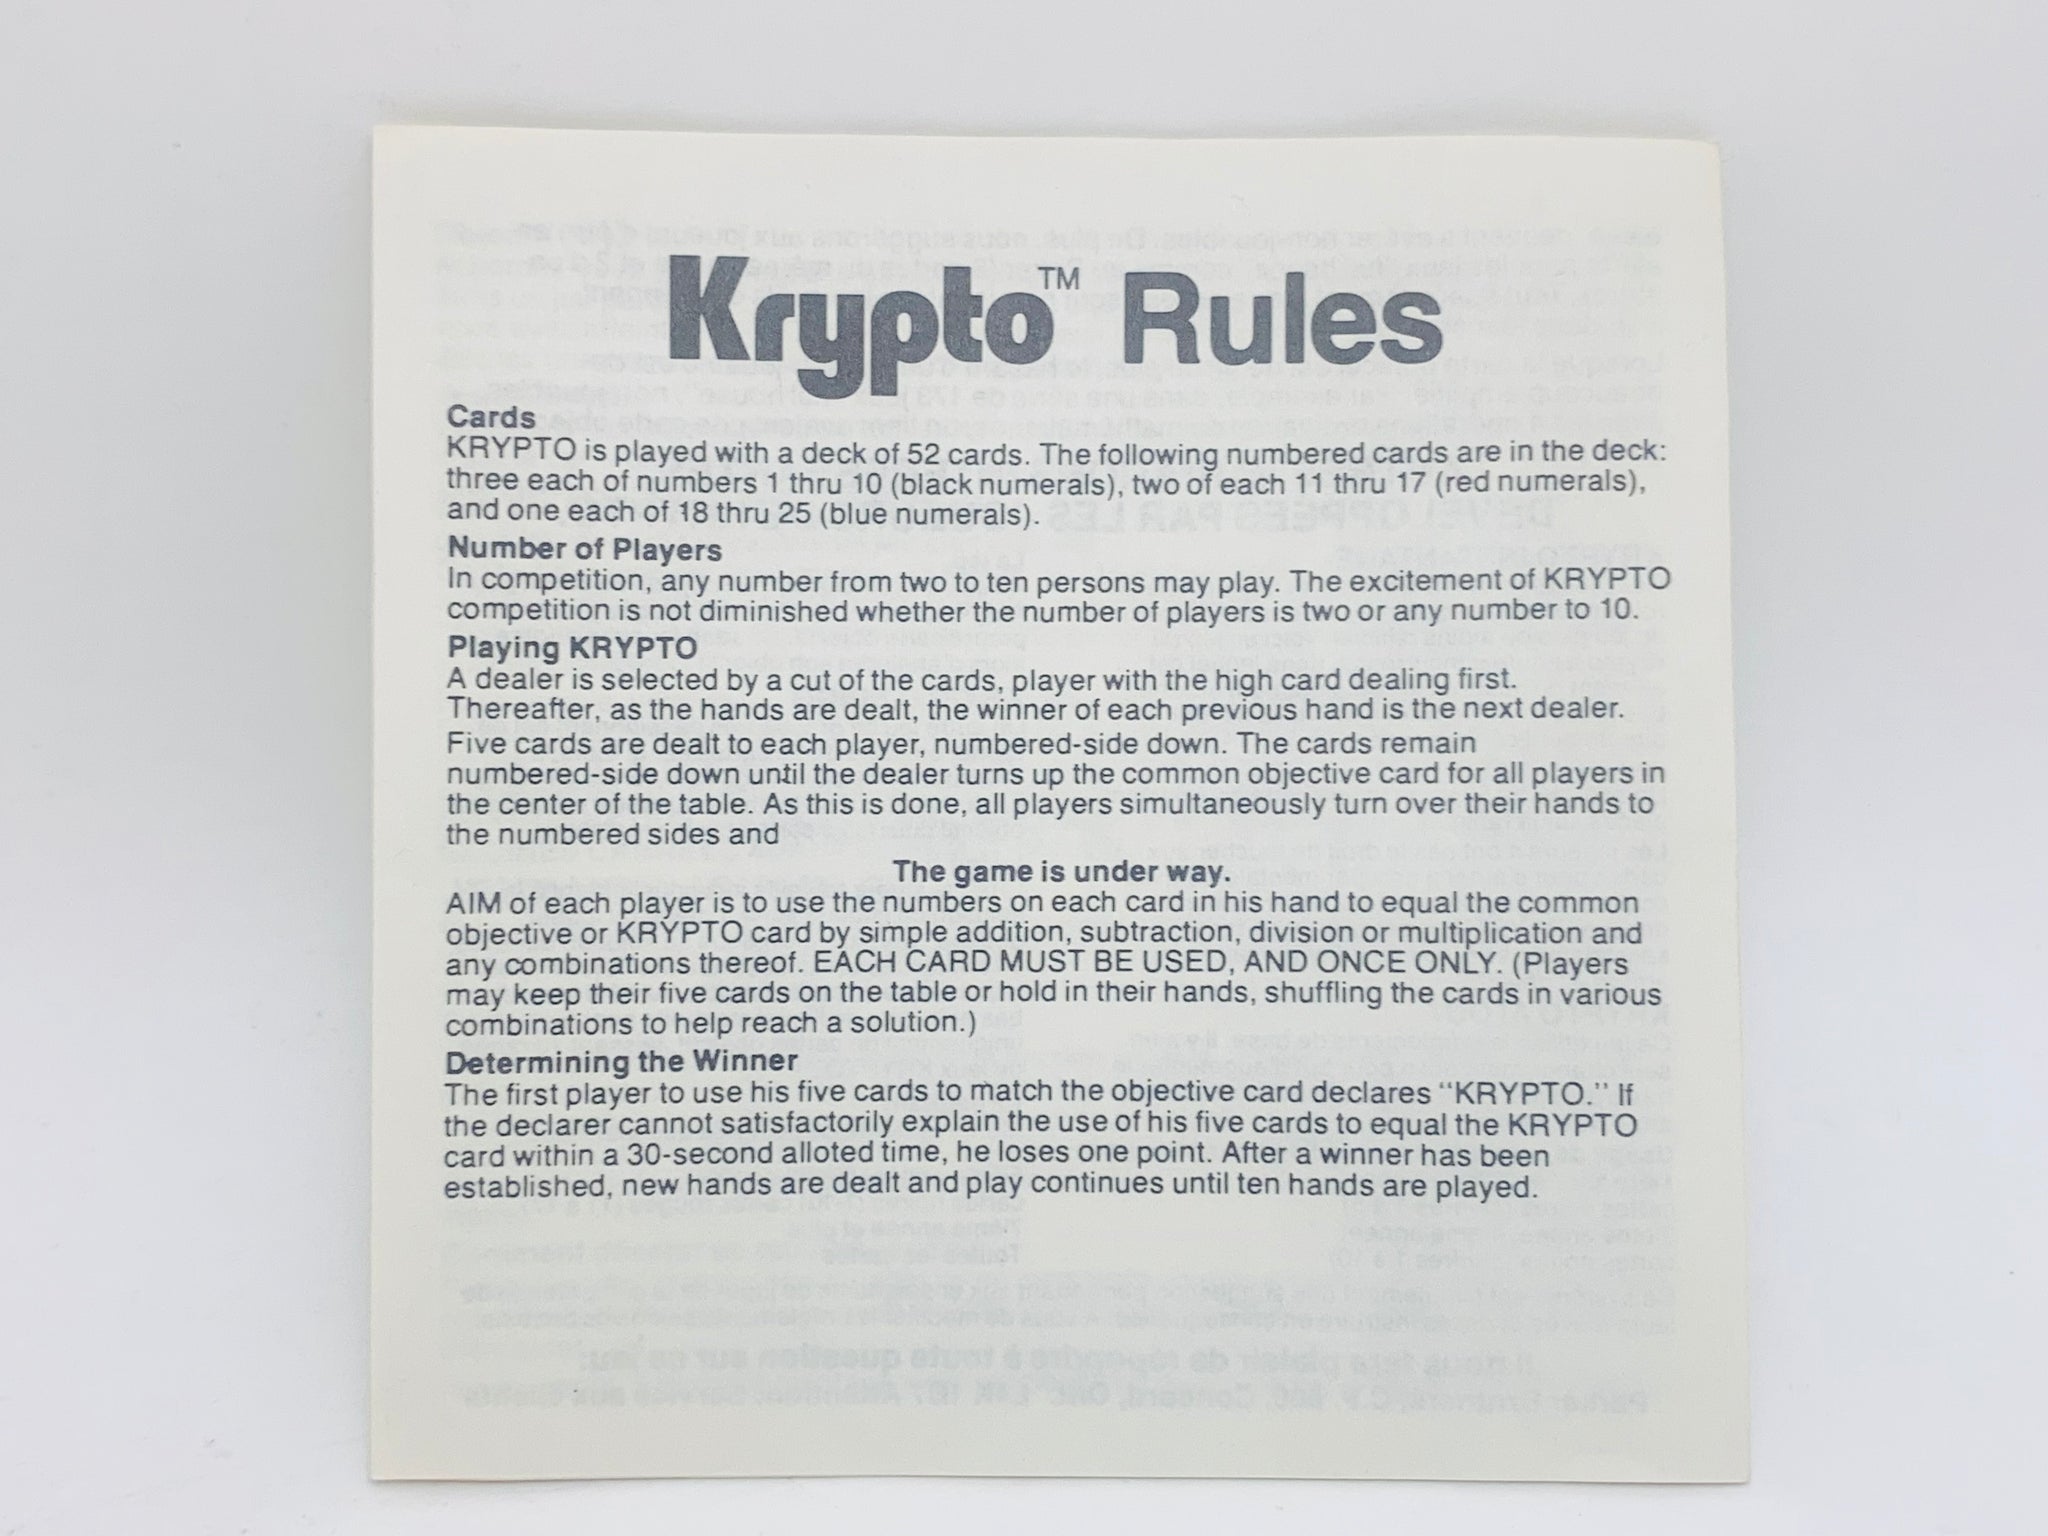 Krypto™ Rules
Cards
KRYPTO is played with a deck of 52 cards. The following numbered cards are in the deck:
three each of numbers 1 thru 10 (black numerals), two of each 11 thru 17 (red numerals),
and one each of 18 thru 25 (blue numerals).
Number of Players
In competition, any number from two to ten persons may play. The excitement of KRYPTO
competition is not diminished whether the number of players is two or any number to 10.
Playing KRYPTO
A dealer is selected by a cut of the cards, player with the high card dealing first.
Thereafter, as the hands are dealt, the winner of each previous hand is the next dealer.
Five cards are dealt to each player, numbered-side down. The cards remain
numbered-side down until the dealer turns up the common objective card for all players in
the center of the table. As this is done, all players simultaneously turn over their hands to
the numbered sides and
The game is under way.
AIM of each player is to use the numbers on each card in his hand to equal the common
objective or KRYPTO card by simple addition, subtraction, division or multiplication and
any combinations thereof. EACH CARD MUST BE USED, AND ONCE ONLY. (Players
may keep their five cards on the table or hold in their hands, shuffling the cards in various
combinations to help reach a solution.)
Determining the Winner
The first player to use his five cards to match the objective card declares "KRYPTO." If
the declarer cannot satisfactorily explain the use of his five cards to equal the KRYPTO
card within a 30-second alloted time, he loses one point. After a winner has been
established, new hands are dealt and play continues until ten hands are played.